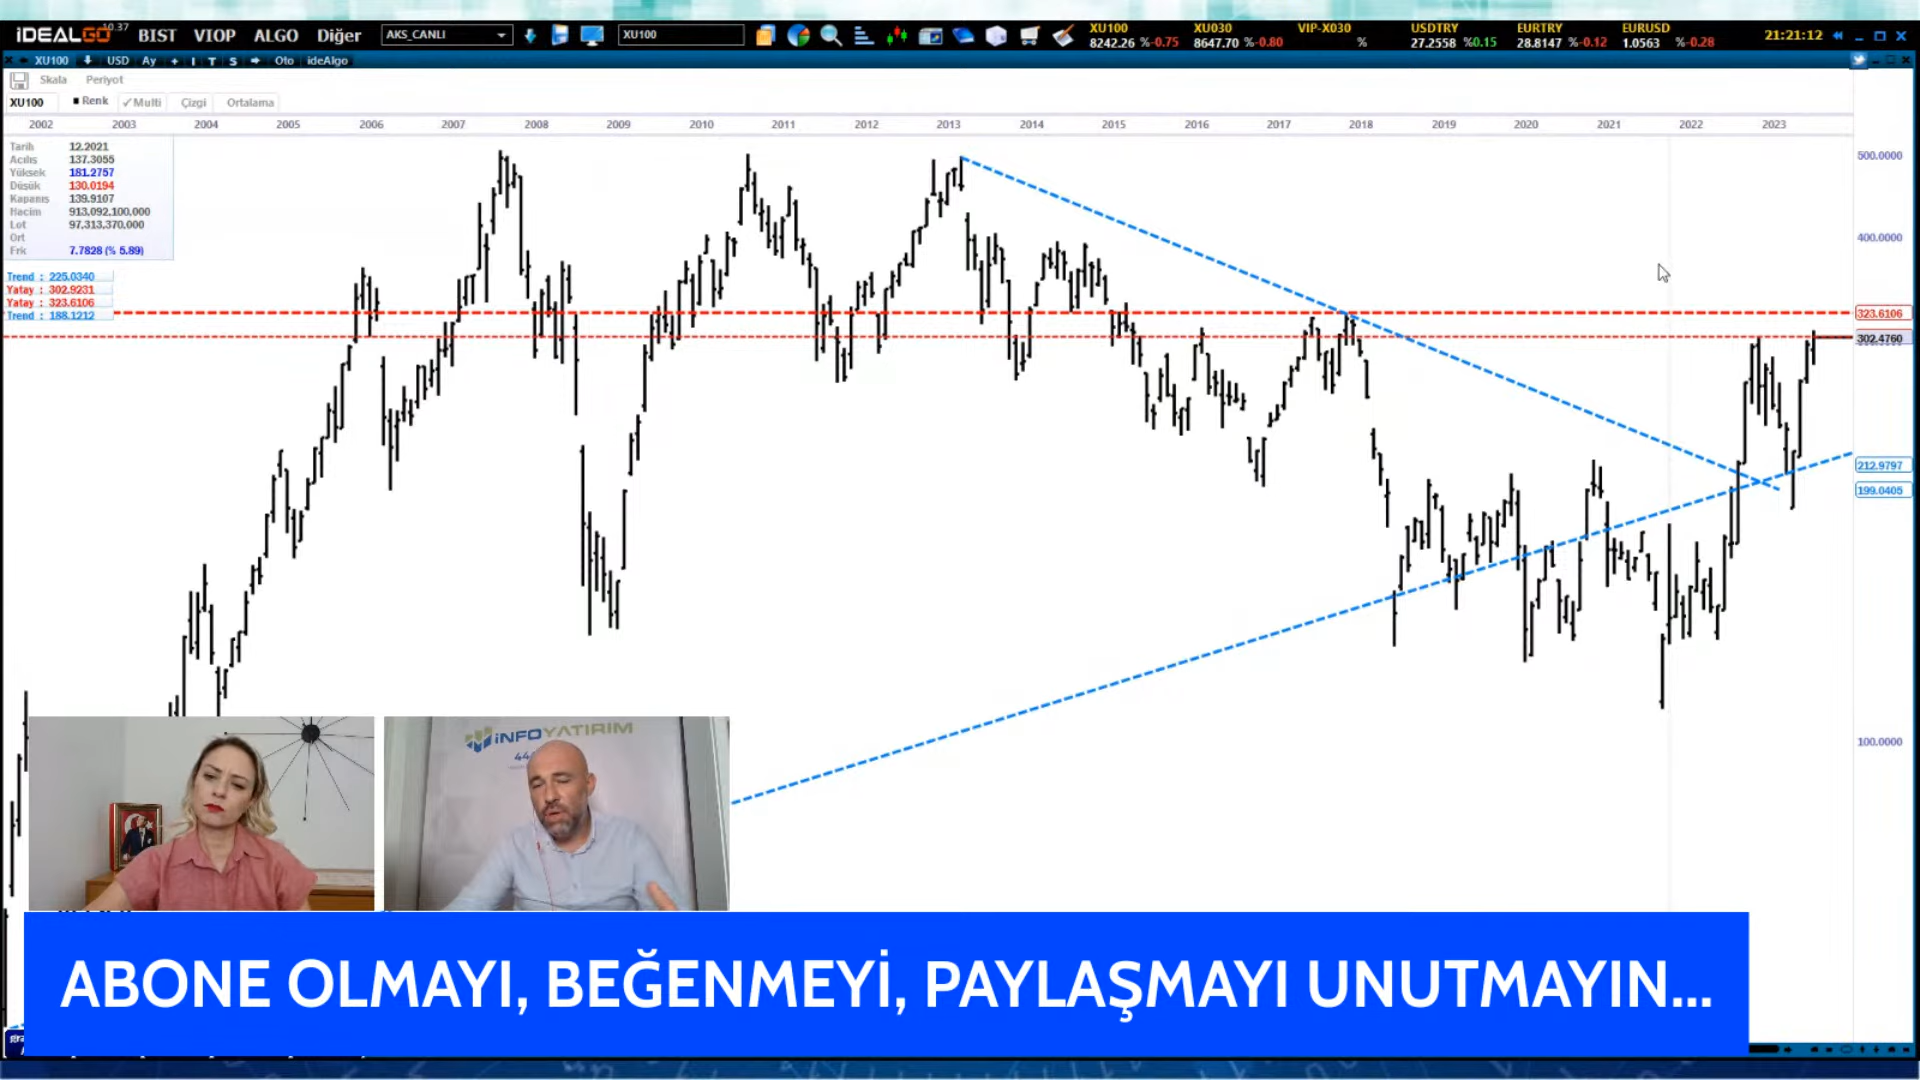 iDEALGO 10.37 BIST VIOP ALGO Diğer AKS_CANLI XU100 XU100 8242.26 %-0.75 XU030 8647.70 %-0.80 VIP-X030 % USDTRY 27.2558 %0.15 EURTRY 28.8147 %-0.12 EURUSD 1.0563 %-0.28 21:21:12
XU100 USD Ay + I T S Oto ideAlgo
Skala Periyot
XU100 Renk ✓Multi Çizgi Ortalama
2002 2003 2004 2005 2006 2007 2008 2009 2010 2011 2012 2013 2014 2015 2016 2017 2018 2019 2020 2021 2022 2023
Tarih 12.2021
Açılış 137.3055
Yüksek 181.2757
Düşük 130.0194
Kapanış 139.9107
Hacim 913,092,100,000
Lot 97,313,370,000
Ort
Frk 7.7828 (% 5.89)
Trend : 225.0340
Yatay : 302.9231
Yatay : 323.6106
Trend : 188.1212
500.0000
400.0000
323.6106
302.4760
212.9797
199.0405
100.0000
iNFOYATIRIM
ABONE OLMAYI, BEĞENMEYİ, PAYLAŞMAYI UNUTMAYIN...